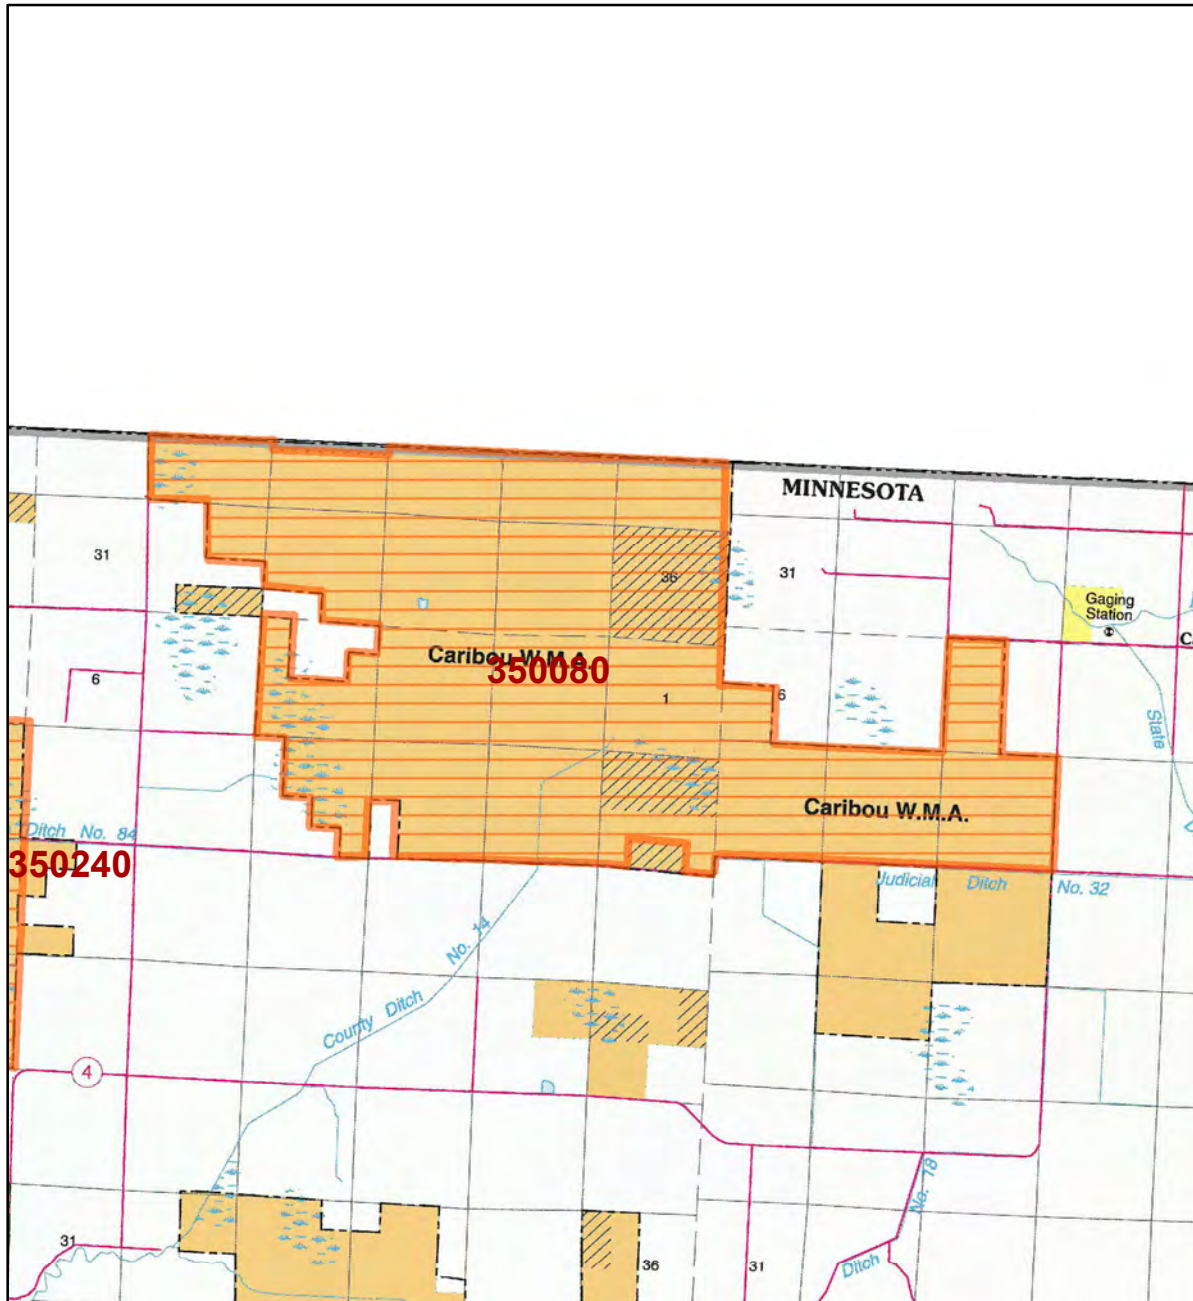 MINNESOTA
31
36
31
Gaging
Station
Caribou W.M.A.
350080
6
1
6
State
Caribou W.M.A.
Ditch No. 84
350240
Judicial Ditch No. 32
County Ditch No. 14
4
Ditch No. 18
31
36
31